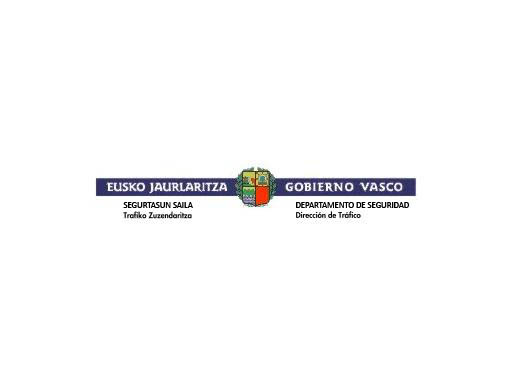 EUSKO JAURLARITZA
GOBIERNO VASCO
SEGURTASUN SAILA
Trafiko Zuzendaritza
DEPARTAMENTO DE SEGURIDAD
Dirección de Tráfico